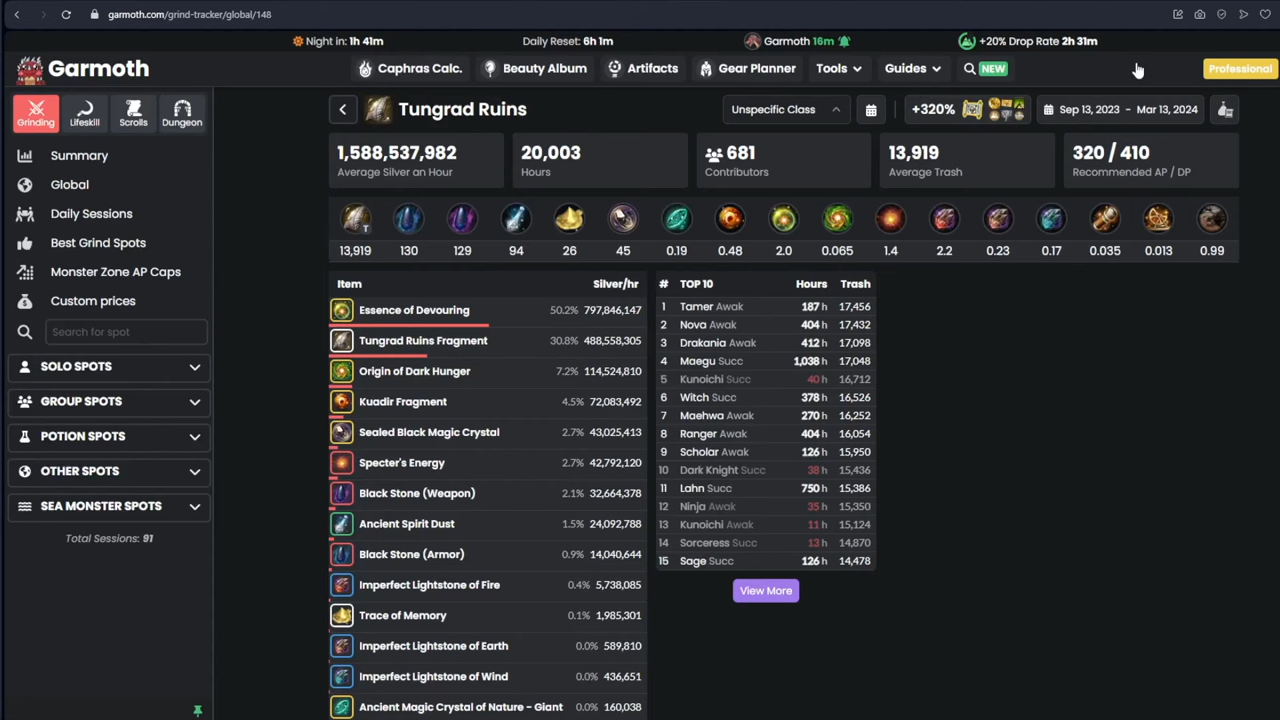 garmoth.com/grind-tracker/global/148
Night in: 1h 41m
Daily Reset: 6h 1m
Garmoth 16m
+20% Drop Rate 2h 31m
Garmoth
Caphras Calc.
Beauty Album
Artifacts
Gear Planner
Tools
Guides
NEW
Professional
Grinding
Lifeskill
Scrolls
Dungeon
Summary
Global
Daily Sessions
Best Grind Spots
Monster Zone AP Caps
Custom prices
Search for spot
SOLO SPOTS
GROUP SPOTS
POTION SPOTS
OTHER SPOTS
SEA MONSTER SPOTS
Total Sessions: 91
Tungrad Ruins
Unspecific Class
+320%
Sep 13, 2023 - Mar 13, 2024
1,588,537,982
Average Silver an Hour
20,003
Hours
681
Contributors
13,919
Average Trash
320 / 410
Recommended AP / DP
T
13,919 130 129 94 26 45 0.19 0.48 2.0 0.065 1.4 2.2 0.23 0.17 0.035 0.013 0.99
Item Silver/hr
Essence of Devouring 50.2% 797,846,147
Tungrad Ruins Fragment 30.8% 488,558,305
Origin of Dark Hunger 7.2% 114,524,810
Kuadir Fragment 4.5% 72,083,492
Sealed Black Magic Crystal 2.7% 43,025,413
Specter's Energy 2.7% 42,792,120
Black Stone (Weapon) 2.1% 32,664,378
Ancient Spirit Dust 1.5% 24,092,788
Black Stone (Armor) 0.9% 14,040,644
Imperfect Lightstone of Fire 0.4% 5,738,085
Trace of Memory 0.1% 1,985,301
Imperfect Lightstone of Earth 0.0% 589,810
Imperfect Lightstone of Wind 0.0% 436,651
Ancient Magic Crystal of Nature - Giant 0.0% 160,038
# TOP 10 Hours Trash
1 Tamer Awak 187 h 17,456
2 Nova Awak 404 h 17,432
3 Drakania Awak 412 h 17,098
4 Maegu Succ 1,038 h 17,048
5 Kunoichi Succ 40 h 16,712
6 Witch Succ 378 h 16,526
7 Maehwa Awak 270 h 16,252
8 Ranger Awak 404 h 16,054
9 Scholar Awak 126 h 15,950
10 Dark Knight Succ 38 h 15,436
11 Lahn Succ 750 h 15,386
12 Ninja Awak 35 h 15,350
13 Kunoichi Awak 11 h 15,124
14 Sorceress Succ 13 h 14,870
15 Sage Succ 126 h 14,478
View More